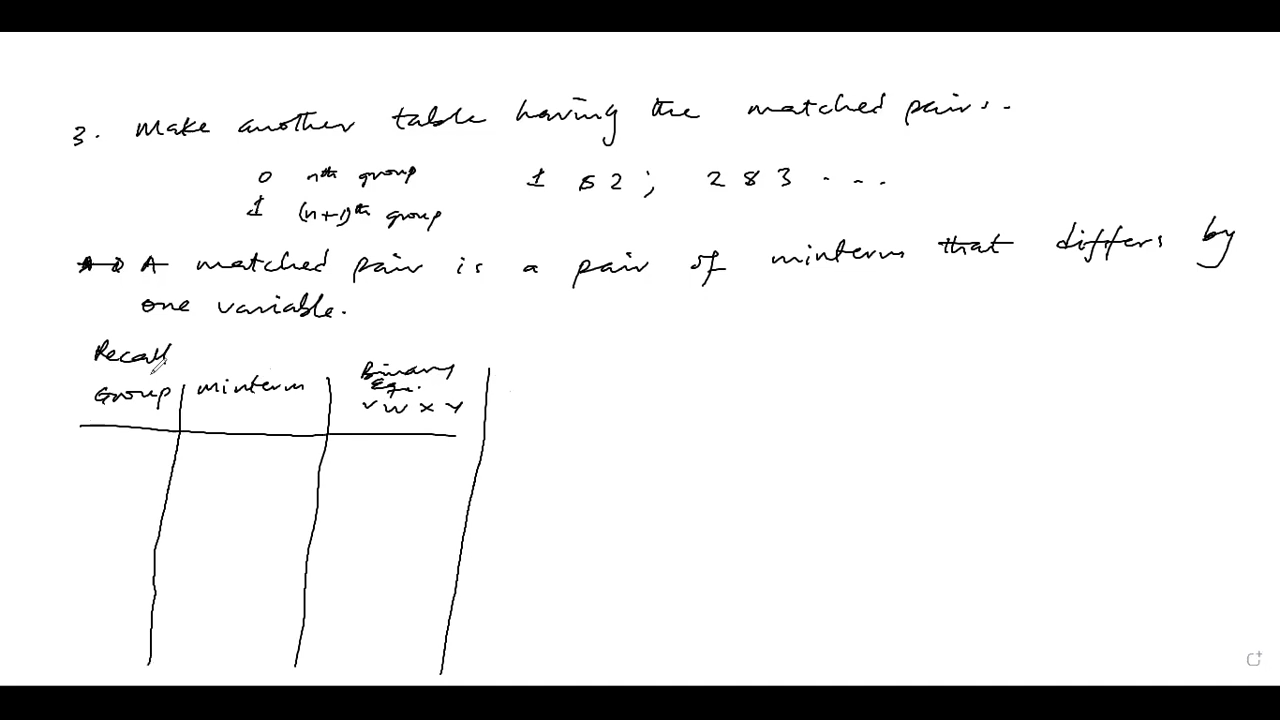 3. Make another table having the matched pairs.
0 nth group 1 & 2 ; 2 & 3 ...
1 (n+1)th group
A matched pair is a pair of minterms that differs by
one variable.
Recall
Group minterm Binary
Eqv.
V W X Y